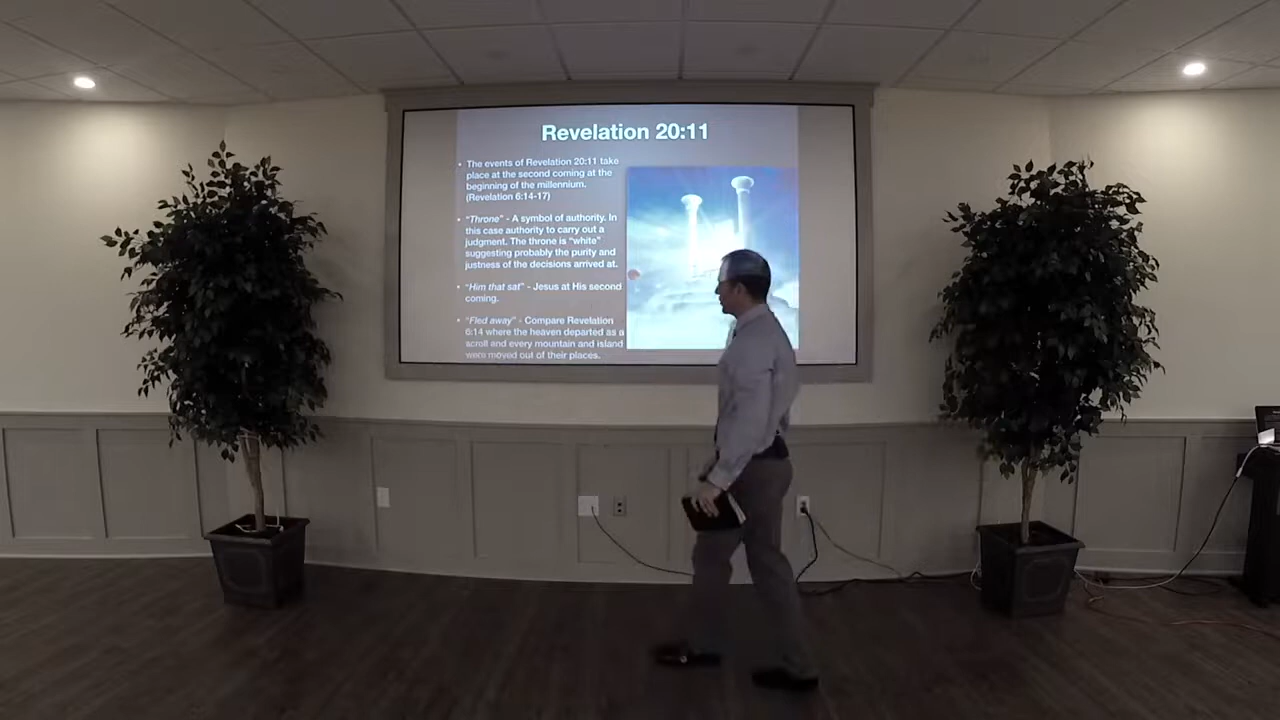 Revelation 20:11
• The events of Revelation 20:11 take
place at the second coming at the
beginning of the millennium.
(Revelation 6:14-17)
• “Throne” - A symbol of authority. In
this case authority to carry out a
judgment. The throne is “white”
suggesting probably the purity and
justness of the decisions arrived at.
• “Him that sat” - Jesus at His second
coming.
• “Fled away” - Compare Revelation
6:14 where the heaven departed as a
scroll and every mountain and island
were moved out of their places.